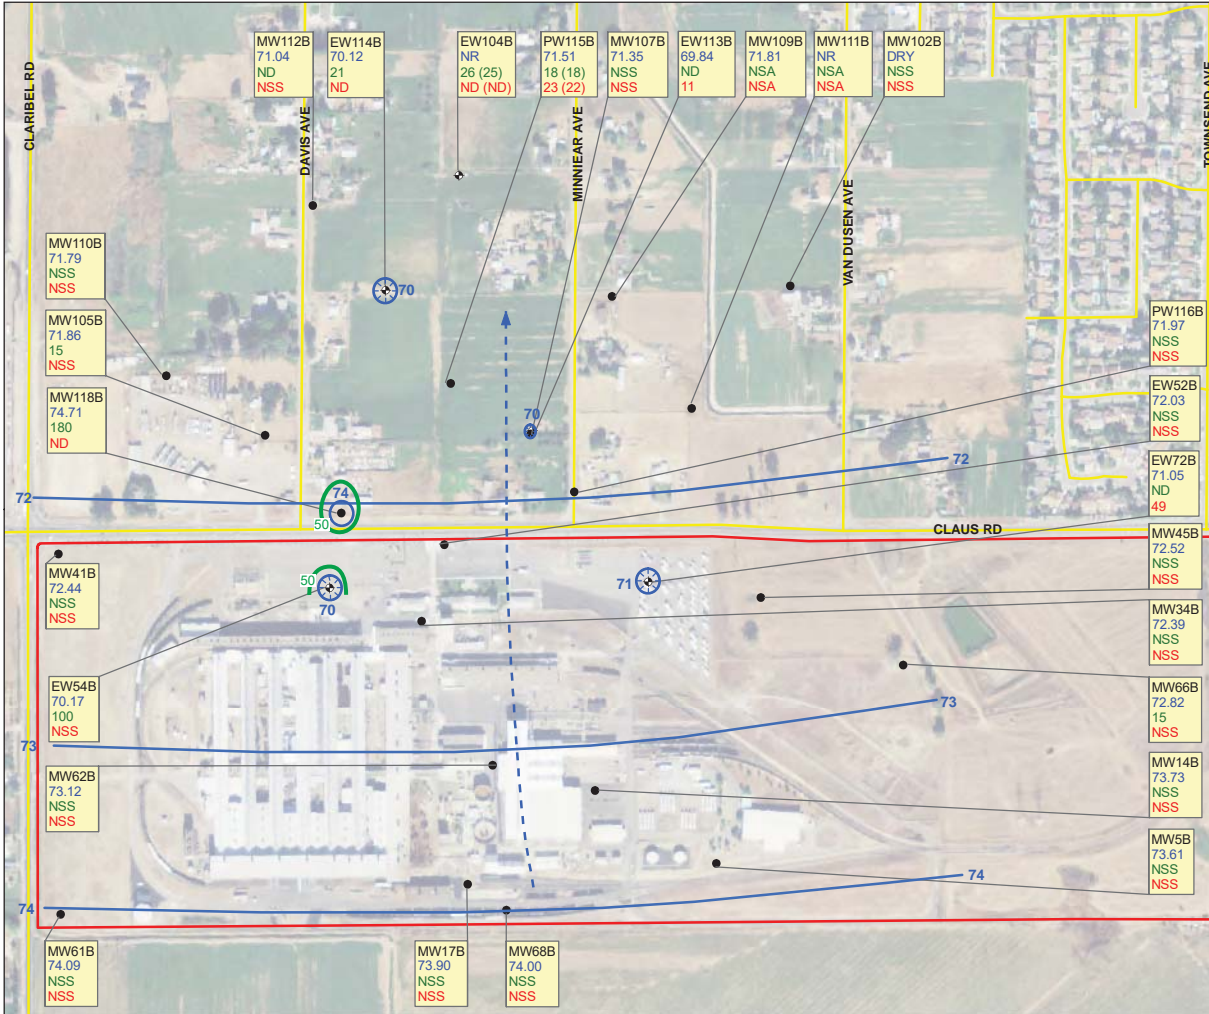 MW112B
71.04
ND
NSS
EW114B
70.12
21
ND
EW104B
NR
26 (25)
ND (ND)
PW115B
71.51
18 (18)
23 (22)
MW107B
71.35
NSS
NSS
EW113B
69.84
ND
11
MW109B
71.81
NSA
NSA
MW111B
NR
NSA
NSA
MW102B
DRY
NSS
NSS
CLARIBEL RD
DAVIS AVE
MINNIEAR AVE
VAN DUSEN AVE
TOWNSEND AVE
MW110B
71.79
NSS
NSS
70
MW105B
71.86
15
NSS
PW116B
71.97
NSS
NSS
MW118B
74.71
180
ND
EW52B
72.03
NSS
NSS
70
72
72
EW72B
71.05
ND
49
74
50
CLAUS RD
MW45B
72.52
NSS
NSS
MW41B
72.44
NSS
NSS
50
70
71
MW34B
72.39
NSS
NSS
EW54B
70.17
100
NSS
MW66B
72.82
15
NSS
73
73
MW62B
73.12
NSS
NSS
MW14B
73.73
NSS
NSS
MW5B
73.61
NSS
NSS
74
74
MW61B
74.09
NSS
NSS
MW17B
73.90
NSS
NSS
MW68B
74.00
NSS
NSS